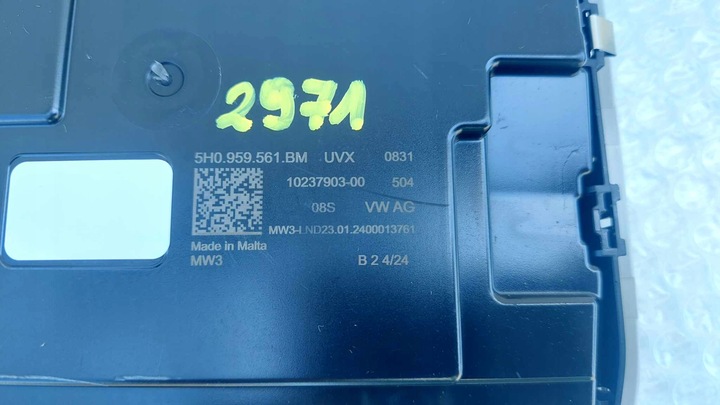 2971
5H0.959.561.BM UVX 0831
10237903-00 504
08S VW AG
MW3-LND23.01.2400013761
Made in Malta
MW3 B 2 4/24